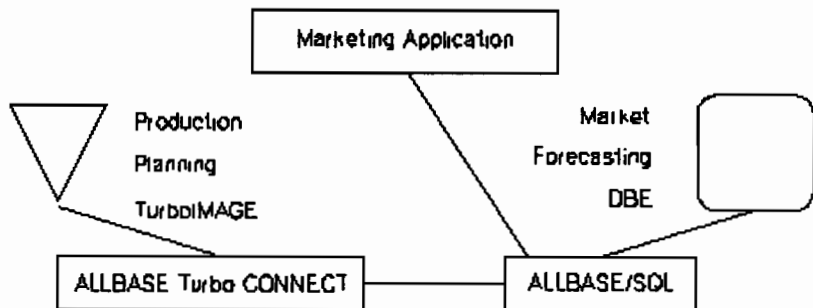 Marketing Application
Production
Planning
TurboIMAGE
Market
Forecasting
DBE
ALLBASE Turbo CONNECT
ALLBASE/SQL